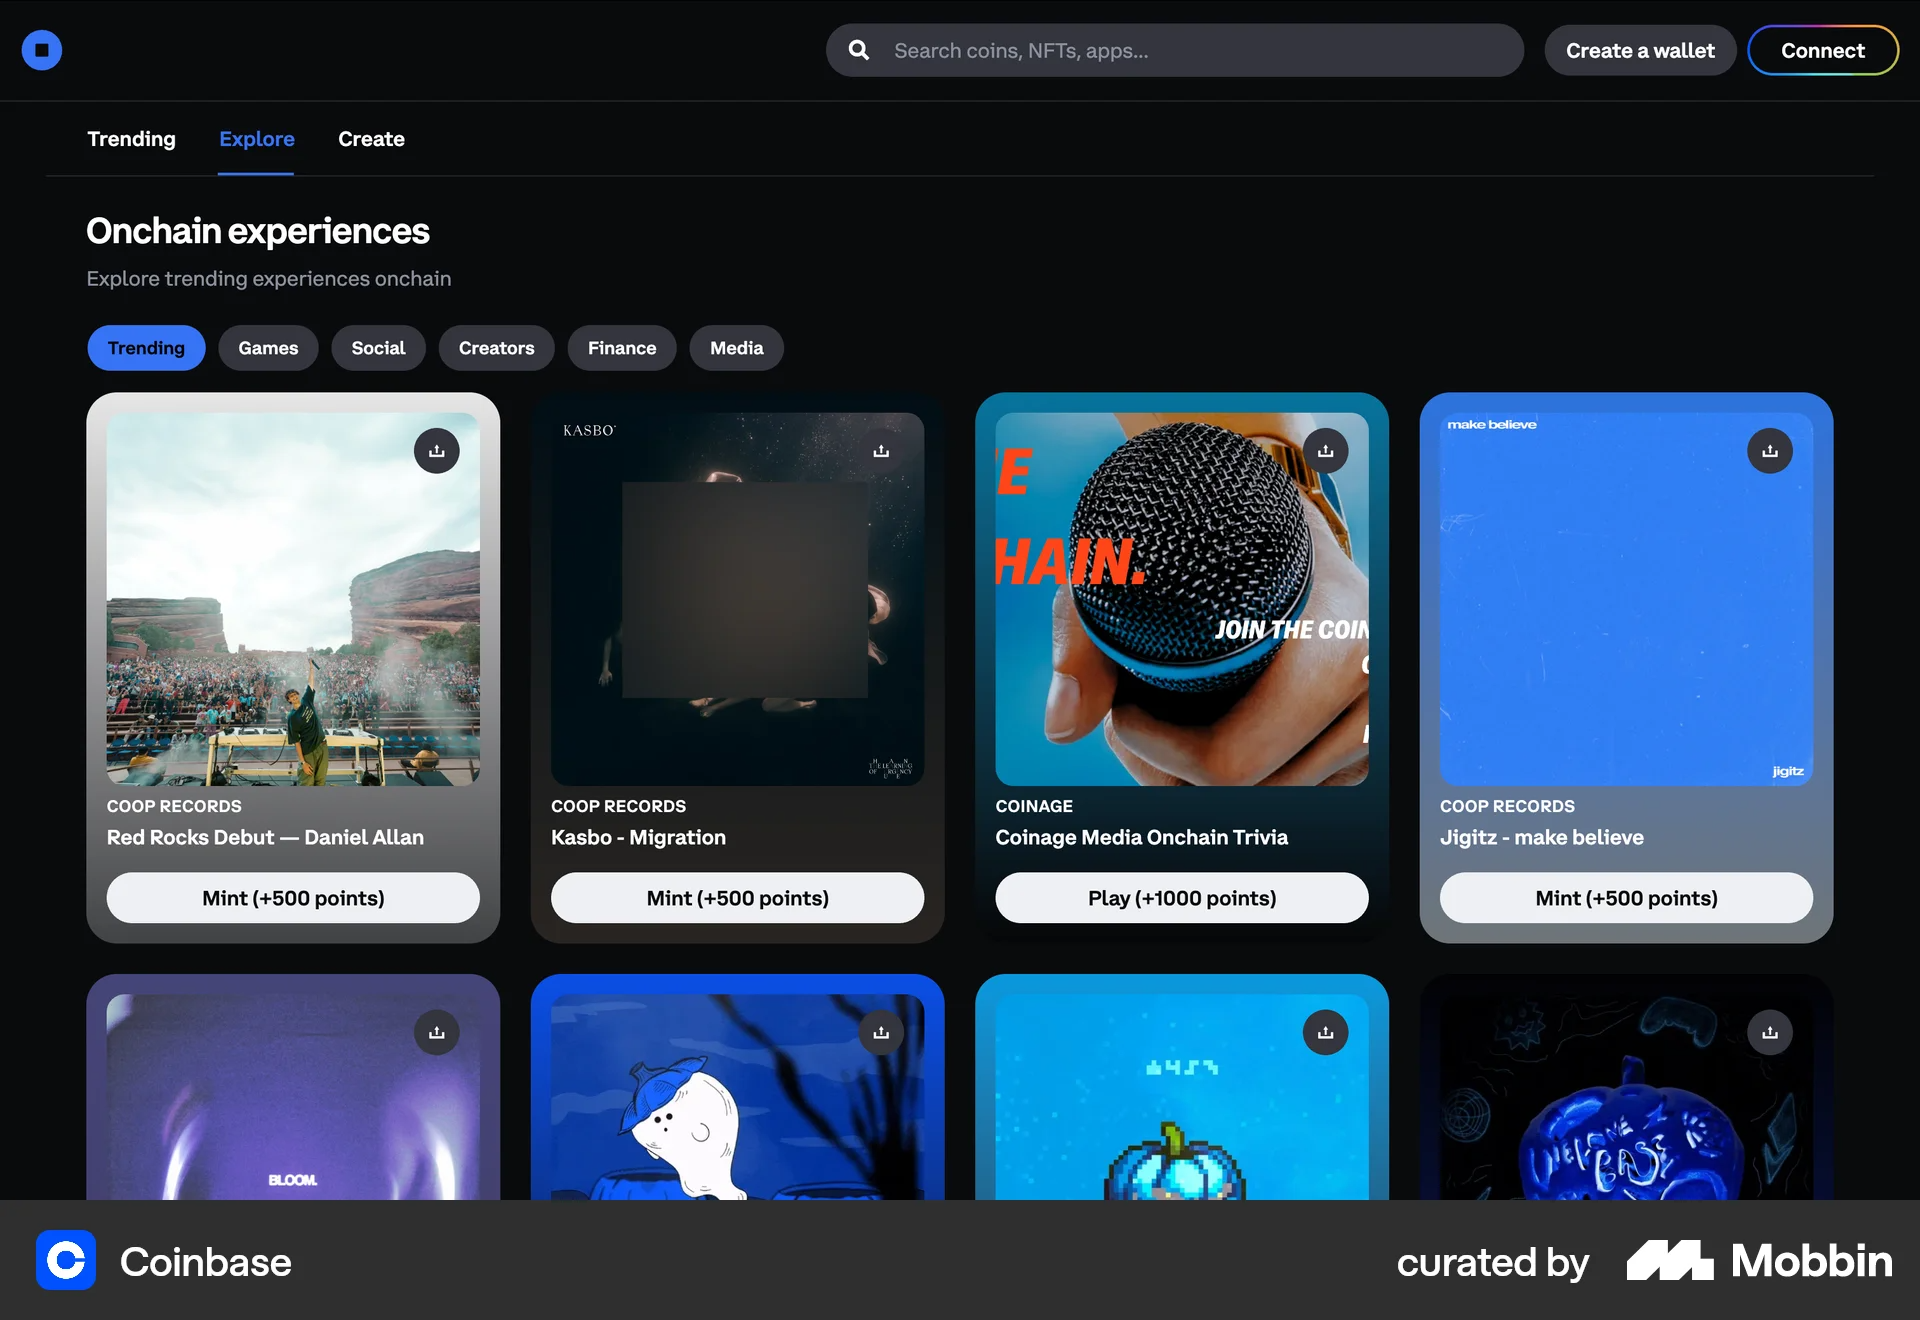 Search coins, NFTs, apps...
Create a wallet
Connect
Trending
Explore
Create
Onchain experiences
Explore trending experiences onchain
Trending
Games
Social
Creators
Finance
Media
KASBO
E
HAIN.
JOIN THE COIN
make believe
jigitz
COOP RECORDS
Red Rocks Debut — Daniel Allan
Mint (+500 points)
COOP RECORDS
Kasbo - Migration
Mint (+500 points)
COINAGE
Coinage Media Onchain Trivia
Play (+1000 points)
COOP RECORDS
Jigitz - make believe
Mint (+500 points)
BLOOM.
BASE
Coinbase
curated by Mobbin